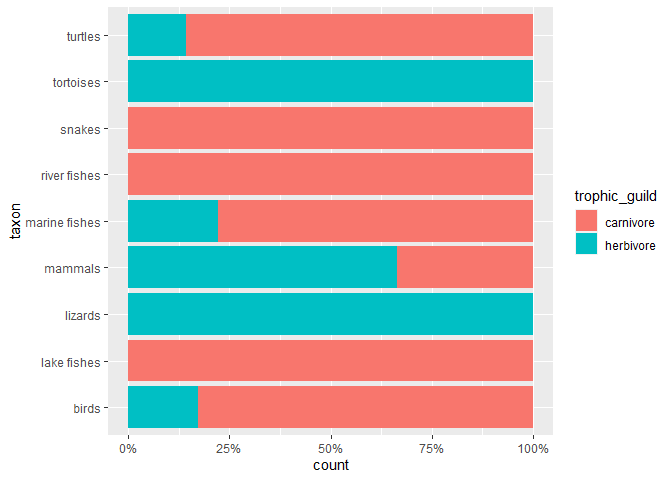 turtles
tortoises
snakes
river fishes
marine fishes
mammals
lizards
lake fishes
birds
taxon
0%
25%
50%
75%
100%
count
trophic_guild
carnivore
herbivore